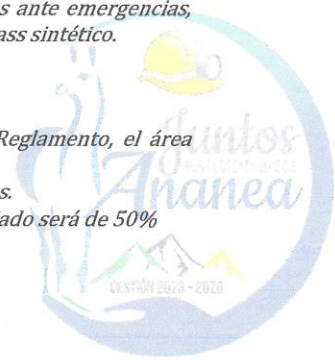 s ante emergencias,
ass sintético.
Reglamento, el área
s.
ado será de 50%
Juntos
Ananea
GESTIÓN 2023 - 2026